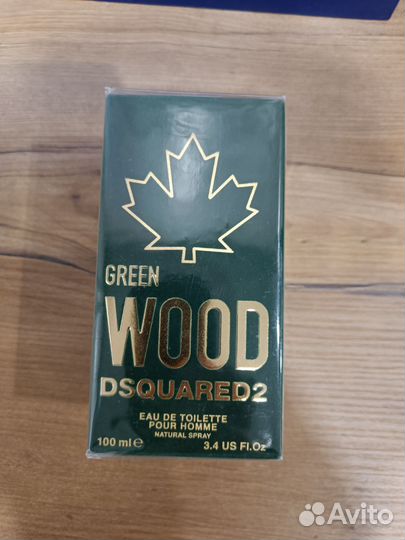 GREEN
WOOD
DSQUARED2
EAU DE TOILETTE
POUR HOMME
NATURAL SPRAY
100 ml e 3.4 US Fl.Oz
Avito